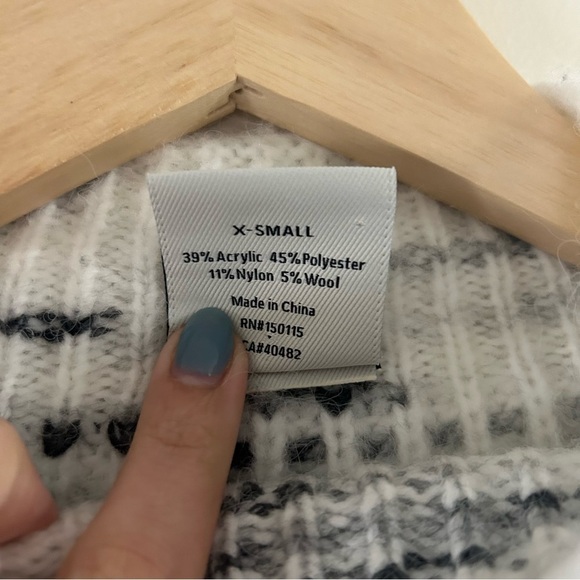 X-SMALL
39% Acrylic 45% Polyester
11% Nylon 5% Wool
Made in China
RN#150115
CA#40482